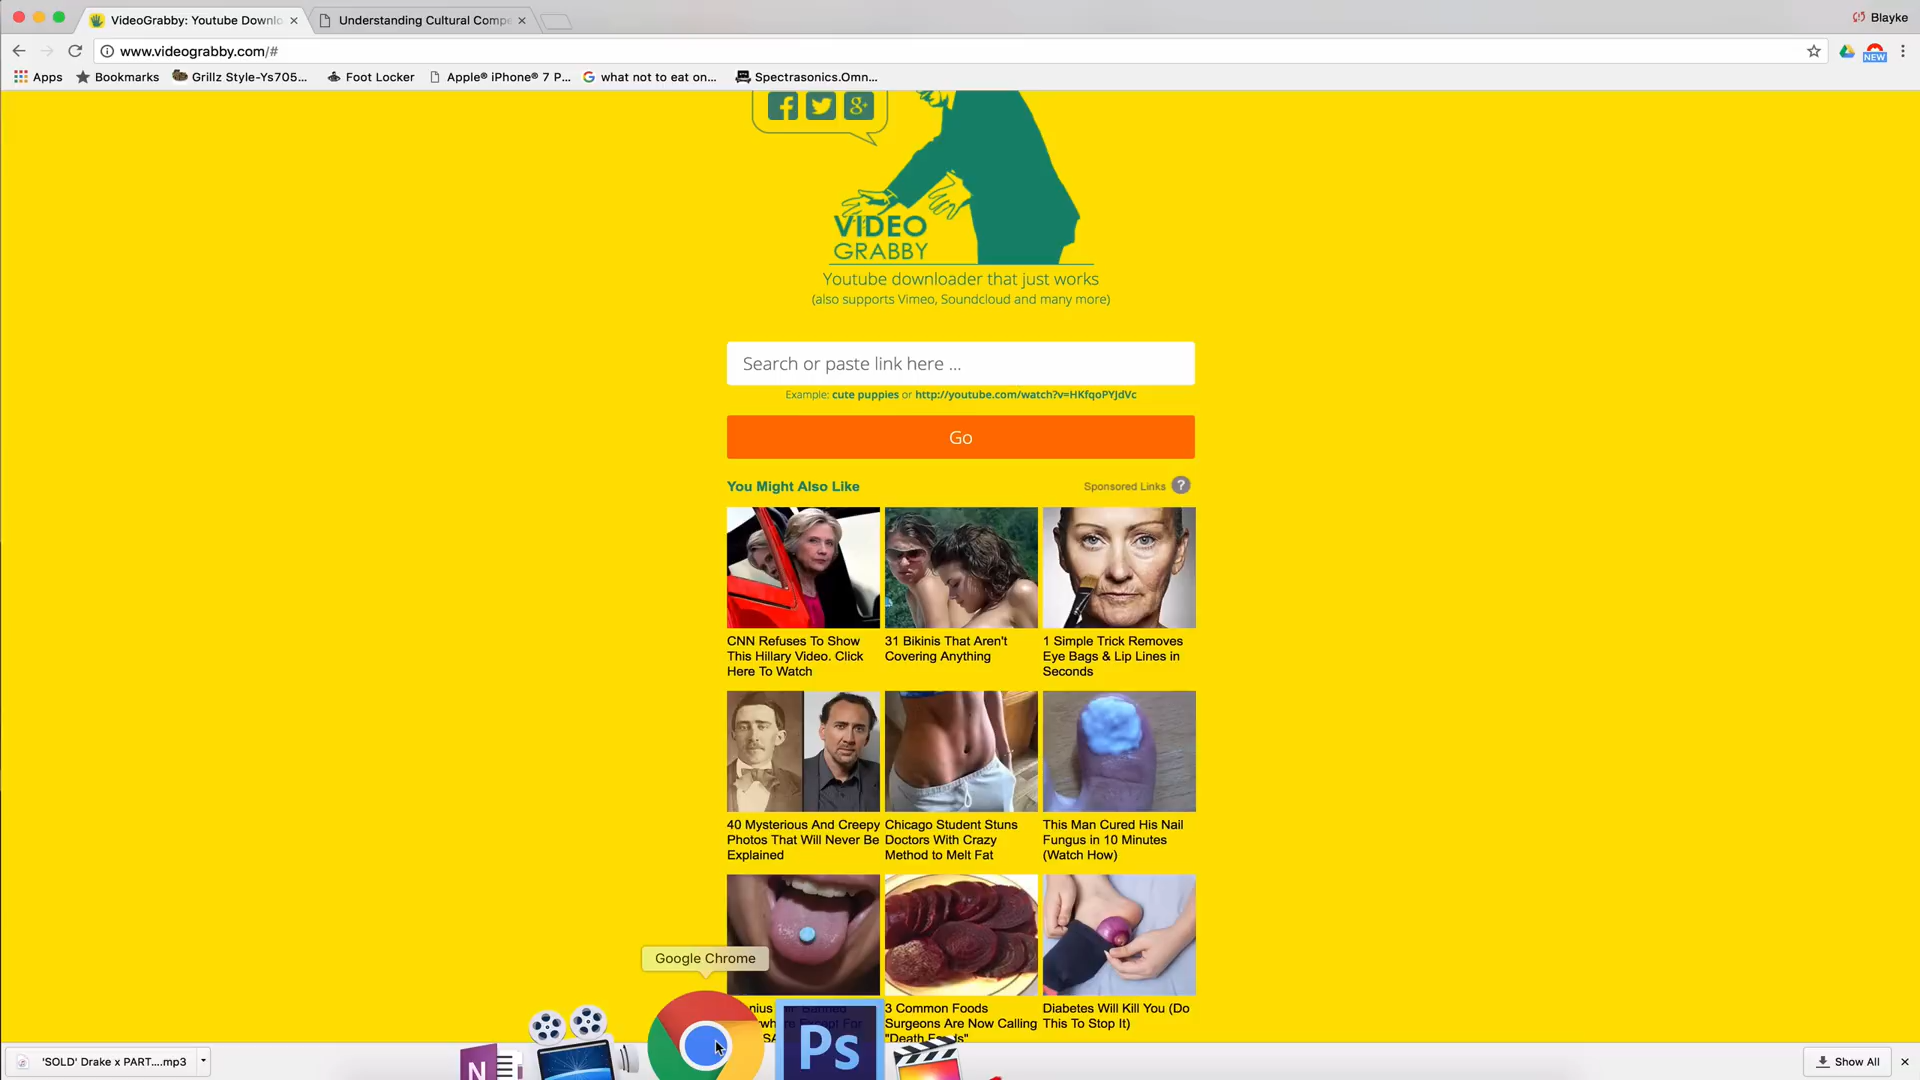 VideoGrabby: Youtube Downlo
Understanding Cultural Compe
Blayke
www.videograbby.com/#
Apps
Bookmarks
Grillz Style-Ys705...
Foot Locker
Apple® iPhone® 7 P...
what not to eat on...
Spectrasonics.Omn...
NEW
VIDEO
GRABBY
Youtube downloader that just works
(also supports Vimeo, Soundcloud and many more)
Search or paste link here ...
Example: cute puppies or http://youtube.com/watch?v=HKfqoPYJdVc
Go
You Might Also Like
Sponsored Links ?
CNN Refuses To Show
This Hillary Video. Click
Here To Watch
31 Bikinis That Aren't
Covering Anything
1 Simple Trick Removes
Eye Bags & Lip Lines in
Seconds
40 Mysterious And Creepy
Photos That Will Never Be
Explained
Chicago Student Stuns
Doctors With Crazy
Method to Melt Fat
This Man Cured His Nail
Fungus in 10 Minutes
(Watch How)
Google Chrome
3 Common Foods
Surgeons Are Now Calling
"Death
Diabetes Will Kill You (Do
This To Stop It)
N
Ps
'SOLD' Drake x PART....mp3
Show All